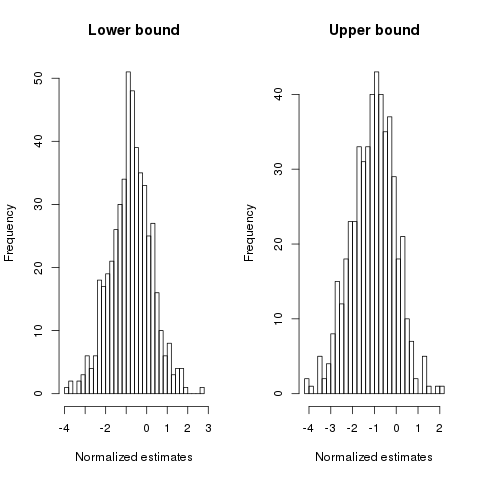 Lower bound
Frequency
50
40
30
20
10
0
-4 -2 0 1 2 3
Normalized estimates
Upper bound
Frequency
40
30
20
10
0
-4 -3 -2 -1 0 1 2
Normalized estimates